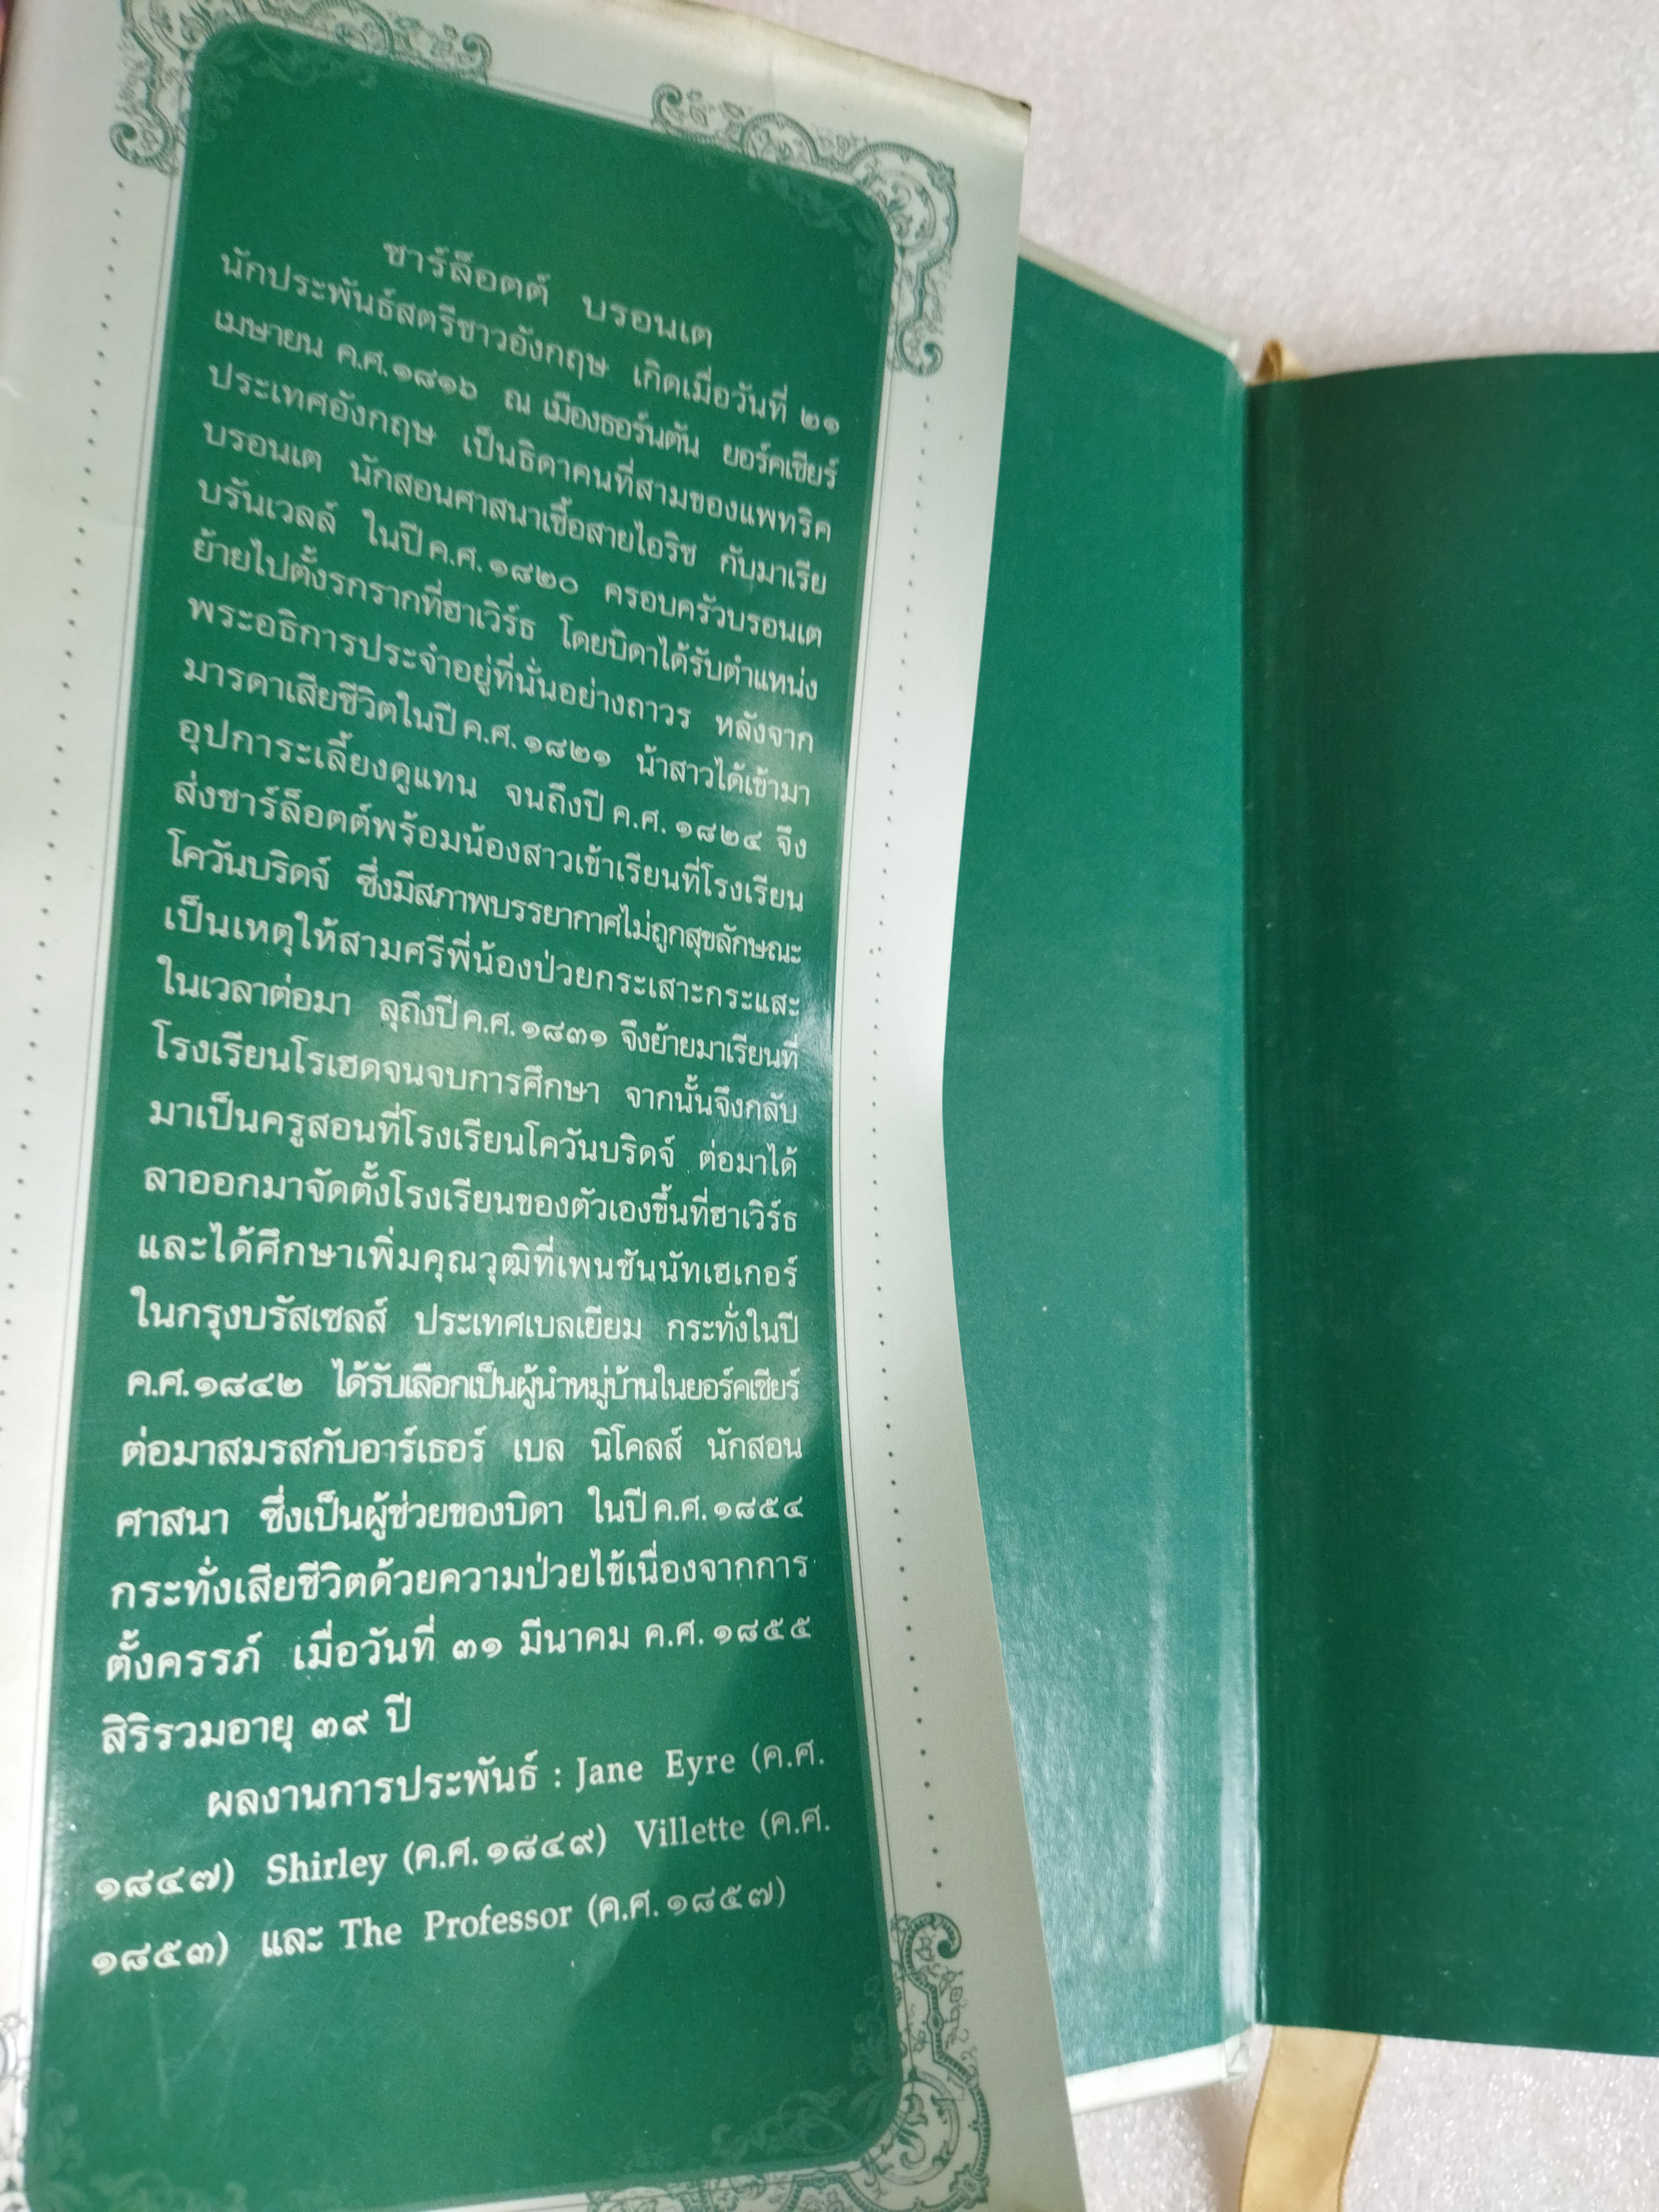 ชาร์ล็อตต์ บรอนเต
นักประพันธ์สตรีชาวอังกฤษ เกิดเมื่อวันที่ ๒๑
เมษายน ค.ศ.๑๘๑๖ ณ เมืองธอร์นตัน ยอร์คเชียร์
ประเทศอังกฤษ เป็นธิดาคนที่สามของแพทริค
บรอนเต นักสอนศาสนาเชื้อสายไอริช กับมาเรีย
บรันเวลล์ ในปี ค.ศ.๑๘๒๐ ครอบครัวบรอนเต
ย้ายไปตั้งรกรากที่ฮาเวิร์ธ โดยบิดาได้รับตำแหน่ง
พระอธิการประจำอยู่ที่นั่นอย่างถาวร หลังจาก
มารดาเสียชีวิตในปี ค.ศ.๑๘๒๑ น้าสาวได้เข้ามา
อุปการะเลี้ยงดูแทน จนถึงปี ค.ศ.๑๘๒๔ จึง
ส่งชาร์ล็อตต์พร้อมน้องสาวเข้าเรียนที่โรงเรียน
โควันบริดจ์ ซึ่งมีสภาพบรรยากาศไม่ถูกสุขลักษณะ
เป็นเหตุให้สามศรีพี่น้องป่วยกระเสาะกระแสะ
ในเวลาต่อมา ลุถึงปี ค.ศ.๑๘๓๑ จึงย้ายมาเรียนที่
โรงเรียนโรเฮดจนจบการศึกษา จากนั้นจึงกลับ
มาเป็นครูสอนที่โรงเรียนโควันบริดจ์ ต่อมาได้
ลาออกมาจัดตั้งโรงเรียนของตัวเองขึ้นที่ฮาเวิร์ธ
และได้ศึกษาเพิ่มคุณวุฒิที่เพนชันนัทเฮเกอร์
ในกรุงบรัสเซลส์ ประเทศเบลเยียม กระทั่งในปี
ค.ศ.๑๘๔๒ ได้รับเลือกเป็นผู้นำหมู่บ้านในยอร์คเชียร์
ต่อมาสมรสกับอาร์เธอร์ เบล นิโคลส์ นักสอน
ศาสนา ซึ่งเป็นผู้ช่วยของบิดา ในปี ค.ศ.๑๘๕๔
กระทั่งเสียชีวิตด้วยความป่วยไข้เนื่องจากการ
ตั้งครรภ์ เมื่อวันที่ ๓๑ มีนาคม ค.ศ.๑๘๕๕
สิริรวมอายุ ๓๙ ปี
ผลงานการประพันธ์ : Jane Eyre (ค.ศ.
๑๘๔๗) Shirley (ค.ศ.๑๘๔๙) Villette (ค.ศ.
๑๘๕๓) และ The Professor (ค.ศ.๑๘๕๗)